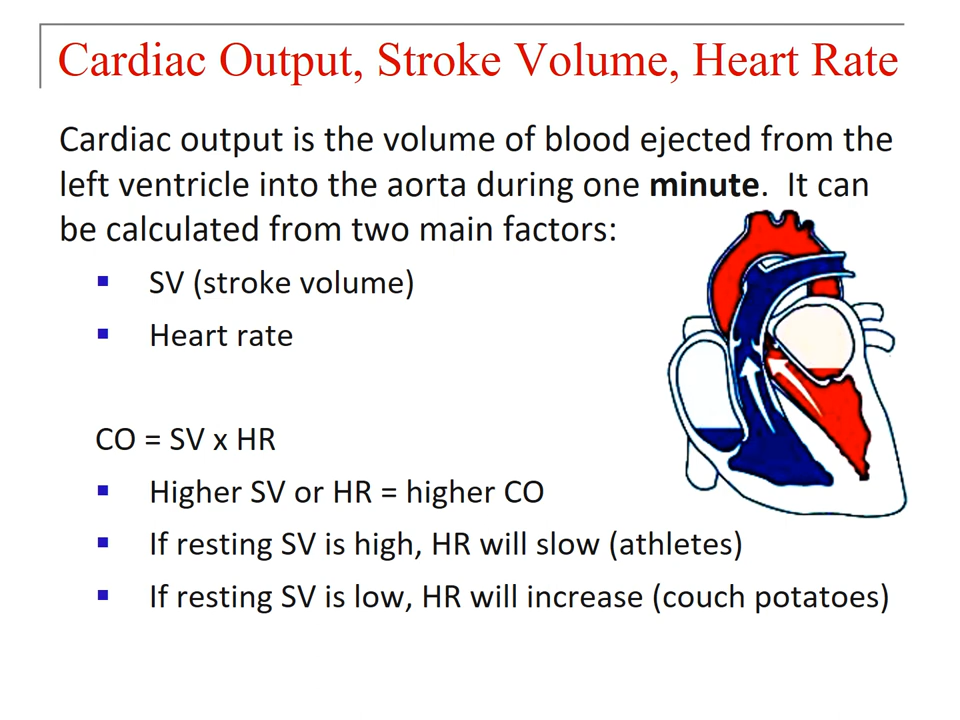 Cardiac Output, Stroke Volume, Heart Rate
Cardiac output is the volume of blood ejected from the
left ventricle into the aorta during one minute. It can
be calculated from two main factors:
▪ SV (stroke volume)
▪ Heart rate
CO = SV x HR
▪ Higher SV or HR = higher CO
▪ If resting SV is high, HR will slow (athletes)
▪ If resting SV is low, HR will increase (couch potatoes)